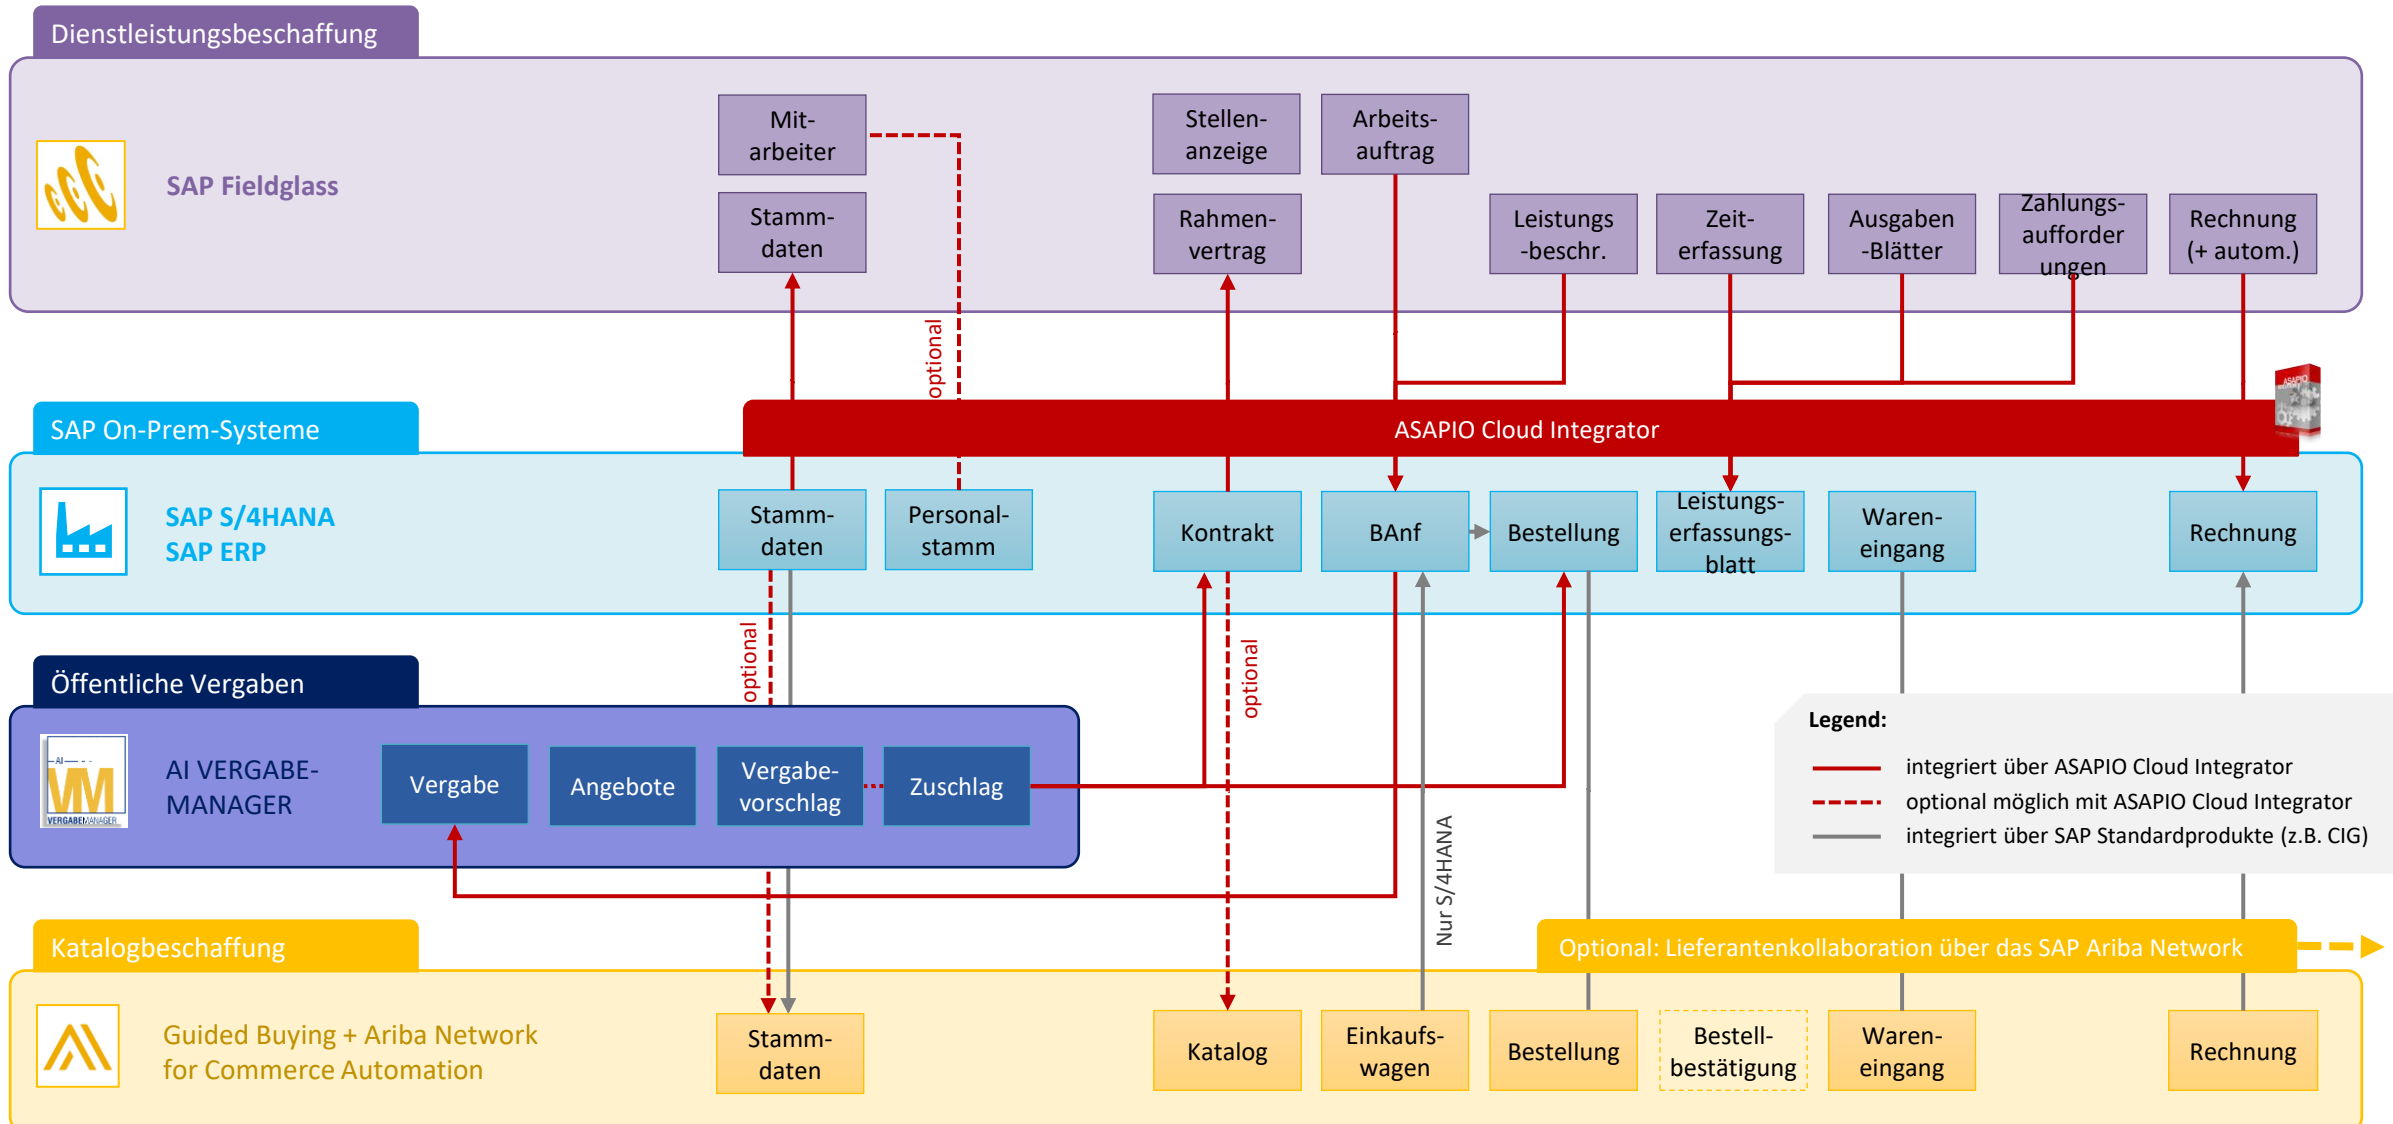 Dienstleistungsbeschaffung
SAP Fieldglass
Mit-
arbeiter
Stamm-
daten
Stellen-
anzeige
Rahmen-
vertrag
Arbeits-
auftrag
Leistungs
-beschr.
Zeit-
erfassung
Ausgaben
-Blätter
Zahlungs-
aufforder
ungen
Rechnung
(+ autom.)
optional
SAP On-Prem-Systeme
ASAPIO Cloud Integrator
ASAPIO
SAP S/4HANA
SAP ERP
Stamm-
daten
Personal-
stamm
Kontrakt
BAnf
Bestellung
Leistungs-
erfassungs-
blatt
Waren-
eingang
Rechnung
optional
optional
Öffentliche Vergaben
AI
VM
VERGABEMANAGER
AI VERGABE-
MANAGER
Vergabe
Angebote
Vergabe-
vorschlag
Zuschlag
Legend:
integriert über ASAPIO Cloud Integrator
optional möglich mit ASAPIO Cloud Integrator
integriert über SAP Standardprodukte (z.B. CIG)
Nur S/4HANA
Katalogbeschaffung
Optional: Lieferantenkollaboration über das SAP Ariba Network
Guided Buying + Ariba Network
for Commerce Automation
Stamm-
daten
Katalog
Einkaufs-
wagen
Bestellung
Bestell-
bestätigung
Waren-
eingang
Rechnung